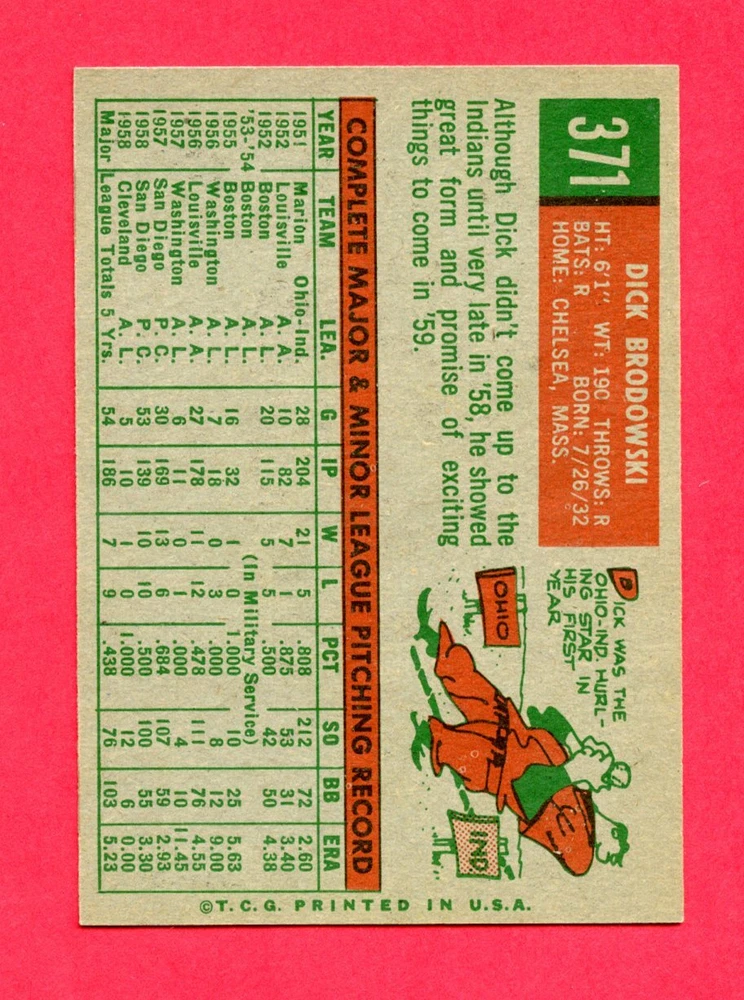 371
DICK BRODOWSKI
HT: 6'1" WT: 190 THROWS: R
BATS: R BORN: 7/26/32
HOME: CHELSEA, MASS.
Although Dick didn't come up to the
Indians until very late in '58, he showed
great form and promise of exciting
things to come in '59.
DICK WAS THE
OHIO-IND. HURL-
ING STAR IN
HIS FIRST
YEAR
OHIO
IND
COMPLETE MAJOR & MINOR LEAGUE PITCHING RECORD
YEAR TEAM LEA. G IP W L PCT SO BB ERA
1951 Marion Ohio-Ind. 28 204 21 5 .808 212 72 2.60
1952 Louisville A. A. 10 82 7 1 .875 53 31 3.40
1952 Boston A. L. 20 115 5 5 .500 42 50 4.38
'53-'54 Boston A. L. (In Military Service)
1955 Boston A. L. 16 32 1 0 1.000 10 25 5.63
1956 Washington A. L. 7 18 0 3 .000 8 12 9.00
1956 Louisville A. A. 27 178 11 12 .478 111 76 4.55
1957 Washington A. L. 6 11 0 1 .000 4 10 11.45
1957 San Diego P. C. 30 169 13 6 .684 107 59 2.93
1958 San Diego P. C. 53 139 10 10 .500 100 55 3.30
1958 Cleveland A. L. 5 10 1 0 1.000 12 6 0.00
Major League Totals 5 Yrs. 54 186 7 9 .438 76 103 5.23
© T.C.G. PRINTED IN U.S.A.